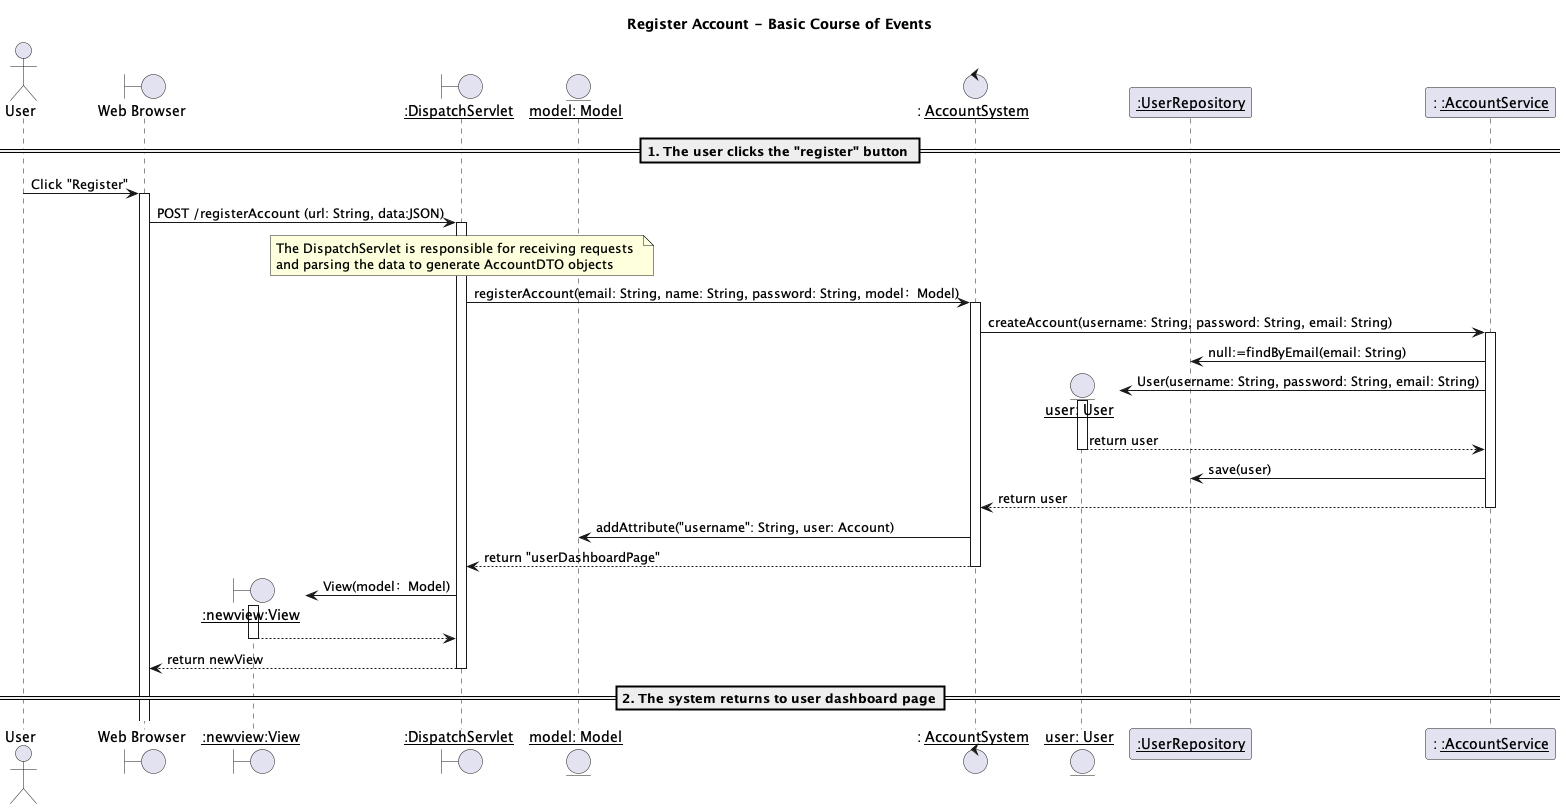 Register Account - Basic Course of Events
User
Web Browser
:DispatchServlet
model: Model
: AccountSystem
:UserRepository
: :AccountService
1. The user clicks the "register" button
Click "Register"
POST /registerAccount (url: String, data:JSON)
The DispatchServlet is responsible for receiving requests
and parsing the data to generate AccountDTO objects
registerAccount(email: String, name: String, password: String, model：Model)
createAccount(username: String, password: String, email: String)
null:=findByEmail(email: String)
User(username: String, password: String, email: String)
user: User
return user
save(user)
return user
addAttribute("username": String, user: Account)
return "userDashboardPage"
View(model：Model)
:newview:View
return newView
2. The system returns to user dashboard page
User
Web Browser
:newview:View
:DispatchServlet
model: Model
: AccountSystem
user: User
:UserRepository
: :AccountService